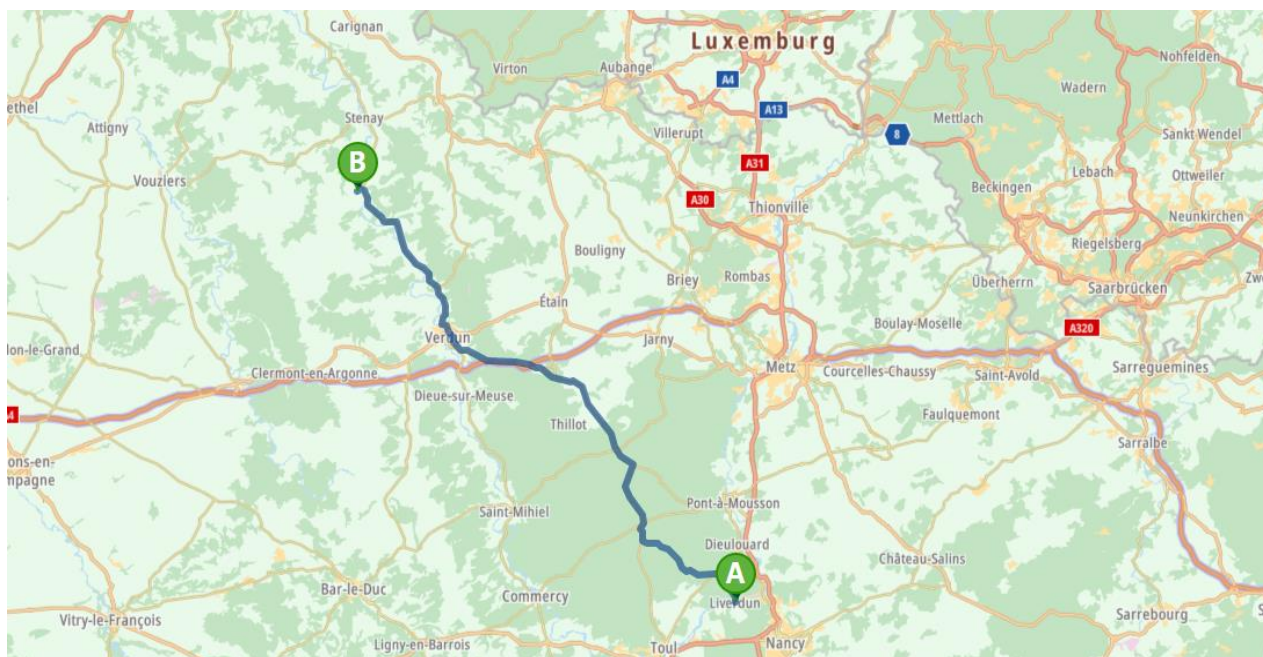 Carignan
Luxemburg
Nohfelden
Virton
Aubange
A4
Wadern
ethel
Attigny
Stenay
A13
Villerupt
Mettlach
8
Sankt Wendel
B
A31
Lebach
Ottweiler
Vouziers
Beckingen
A30
Thionville
Neunkirchen
Riegelsberg
Bouligny
Briey
Rombas
Überherrn
Saarbrücken
Zw
Étain
Boulay-Moselle
A320
Verdun
Jarny
don-le-Grand
Clermont-en-Argonne
Metz
Courcelles-Chaussy
Saint-Avold
Sarreguemines
Dieue-sur-Meuse
4
Thillot
Faulquemont
Sarralbe
ons-en-
mpagne
Pont-à-Mousson
Saint-Mihiel
Dieulouard
Château-Salins
A
Bar-le-Duc
Commercy
Liverdun
Vitry-le-François
Sarrebourg
S
Ligny-en-Barrois
Toul
Nancy